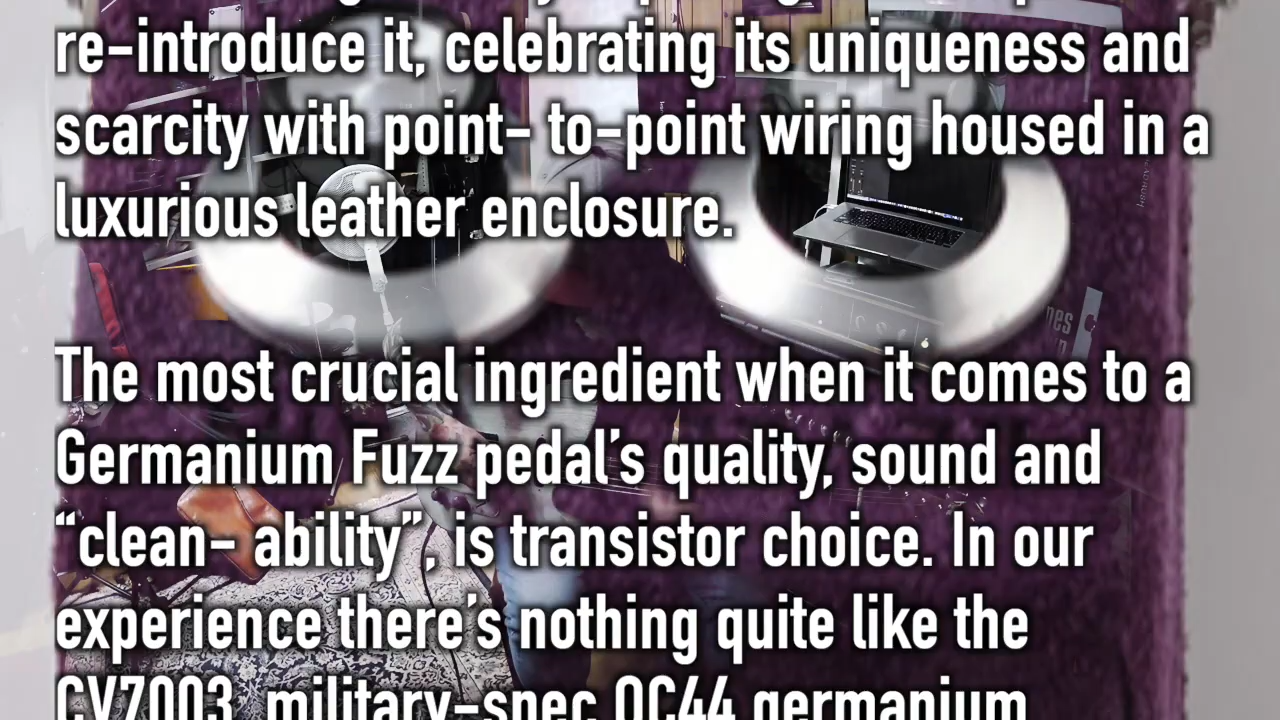 re-introduce it, celebrating its uniqueness and
scarcity with point- to-point wiring housed in a
luxurious leather enclosure.
The most crucial ingredient when it comes to a
Germanium Fuzz pedal’s quality, sound and
“clean- ability”, is transistor choice. In our
experience there’s nothing quite like the
CV7003, military-spec OC44 germanium